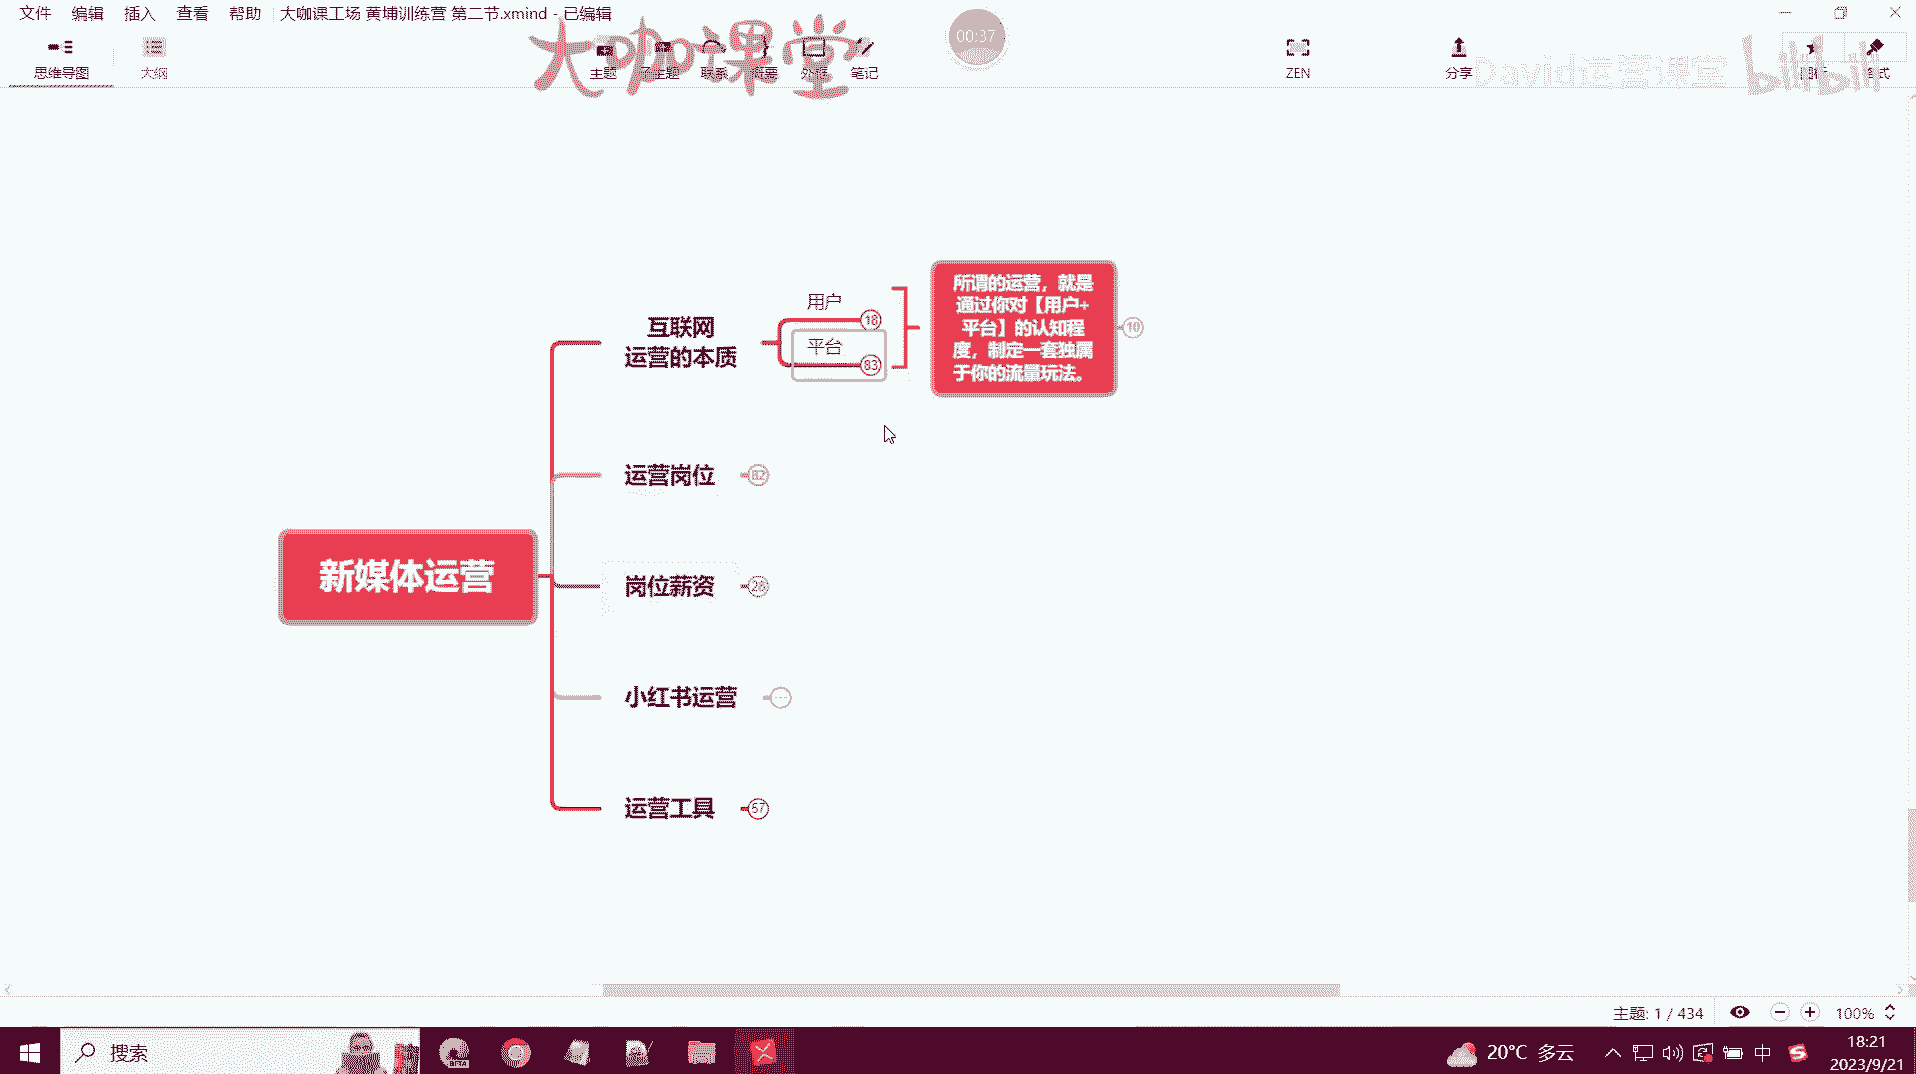 文件 编辑 插入 查看 帮助 大咖课工场 黄埔训练营 第二节.xmind - 已编辑
大咖课堂
00:37
思维导图 大纲 主题 子主题 联系 概要 外框 笔记 ZEN 分享 图标 格式
David运营课堂 bilibili
互联网
运营的本质
用户
18
平台
83
所谓的运营，就是
通过你对【用户+
平台】的认知程
度，制定一套独属
于你的流量玩法。
10
运营岗位 82
新媒体运营
岗位薪资 28
小红书运营
运营工具 57
主题: 1 / 434 100%
搜索
BETA
20°C 多云 中
18:21
2023/9/21